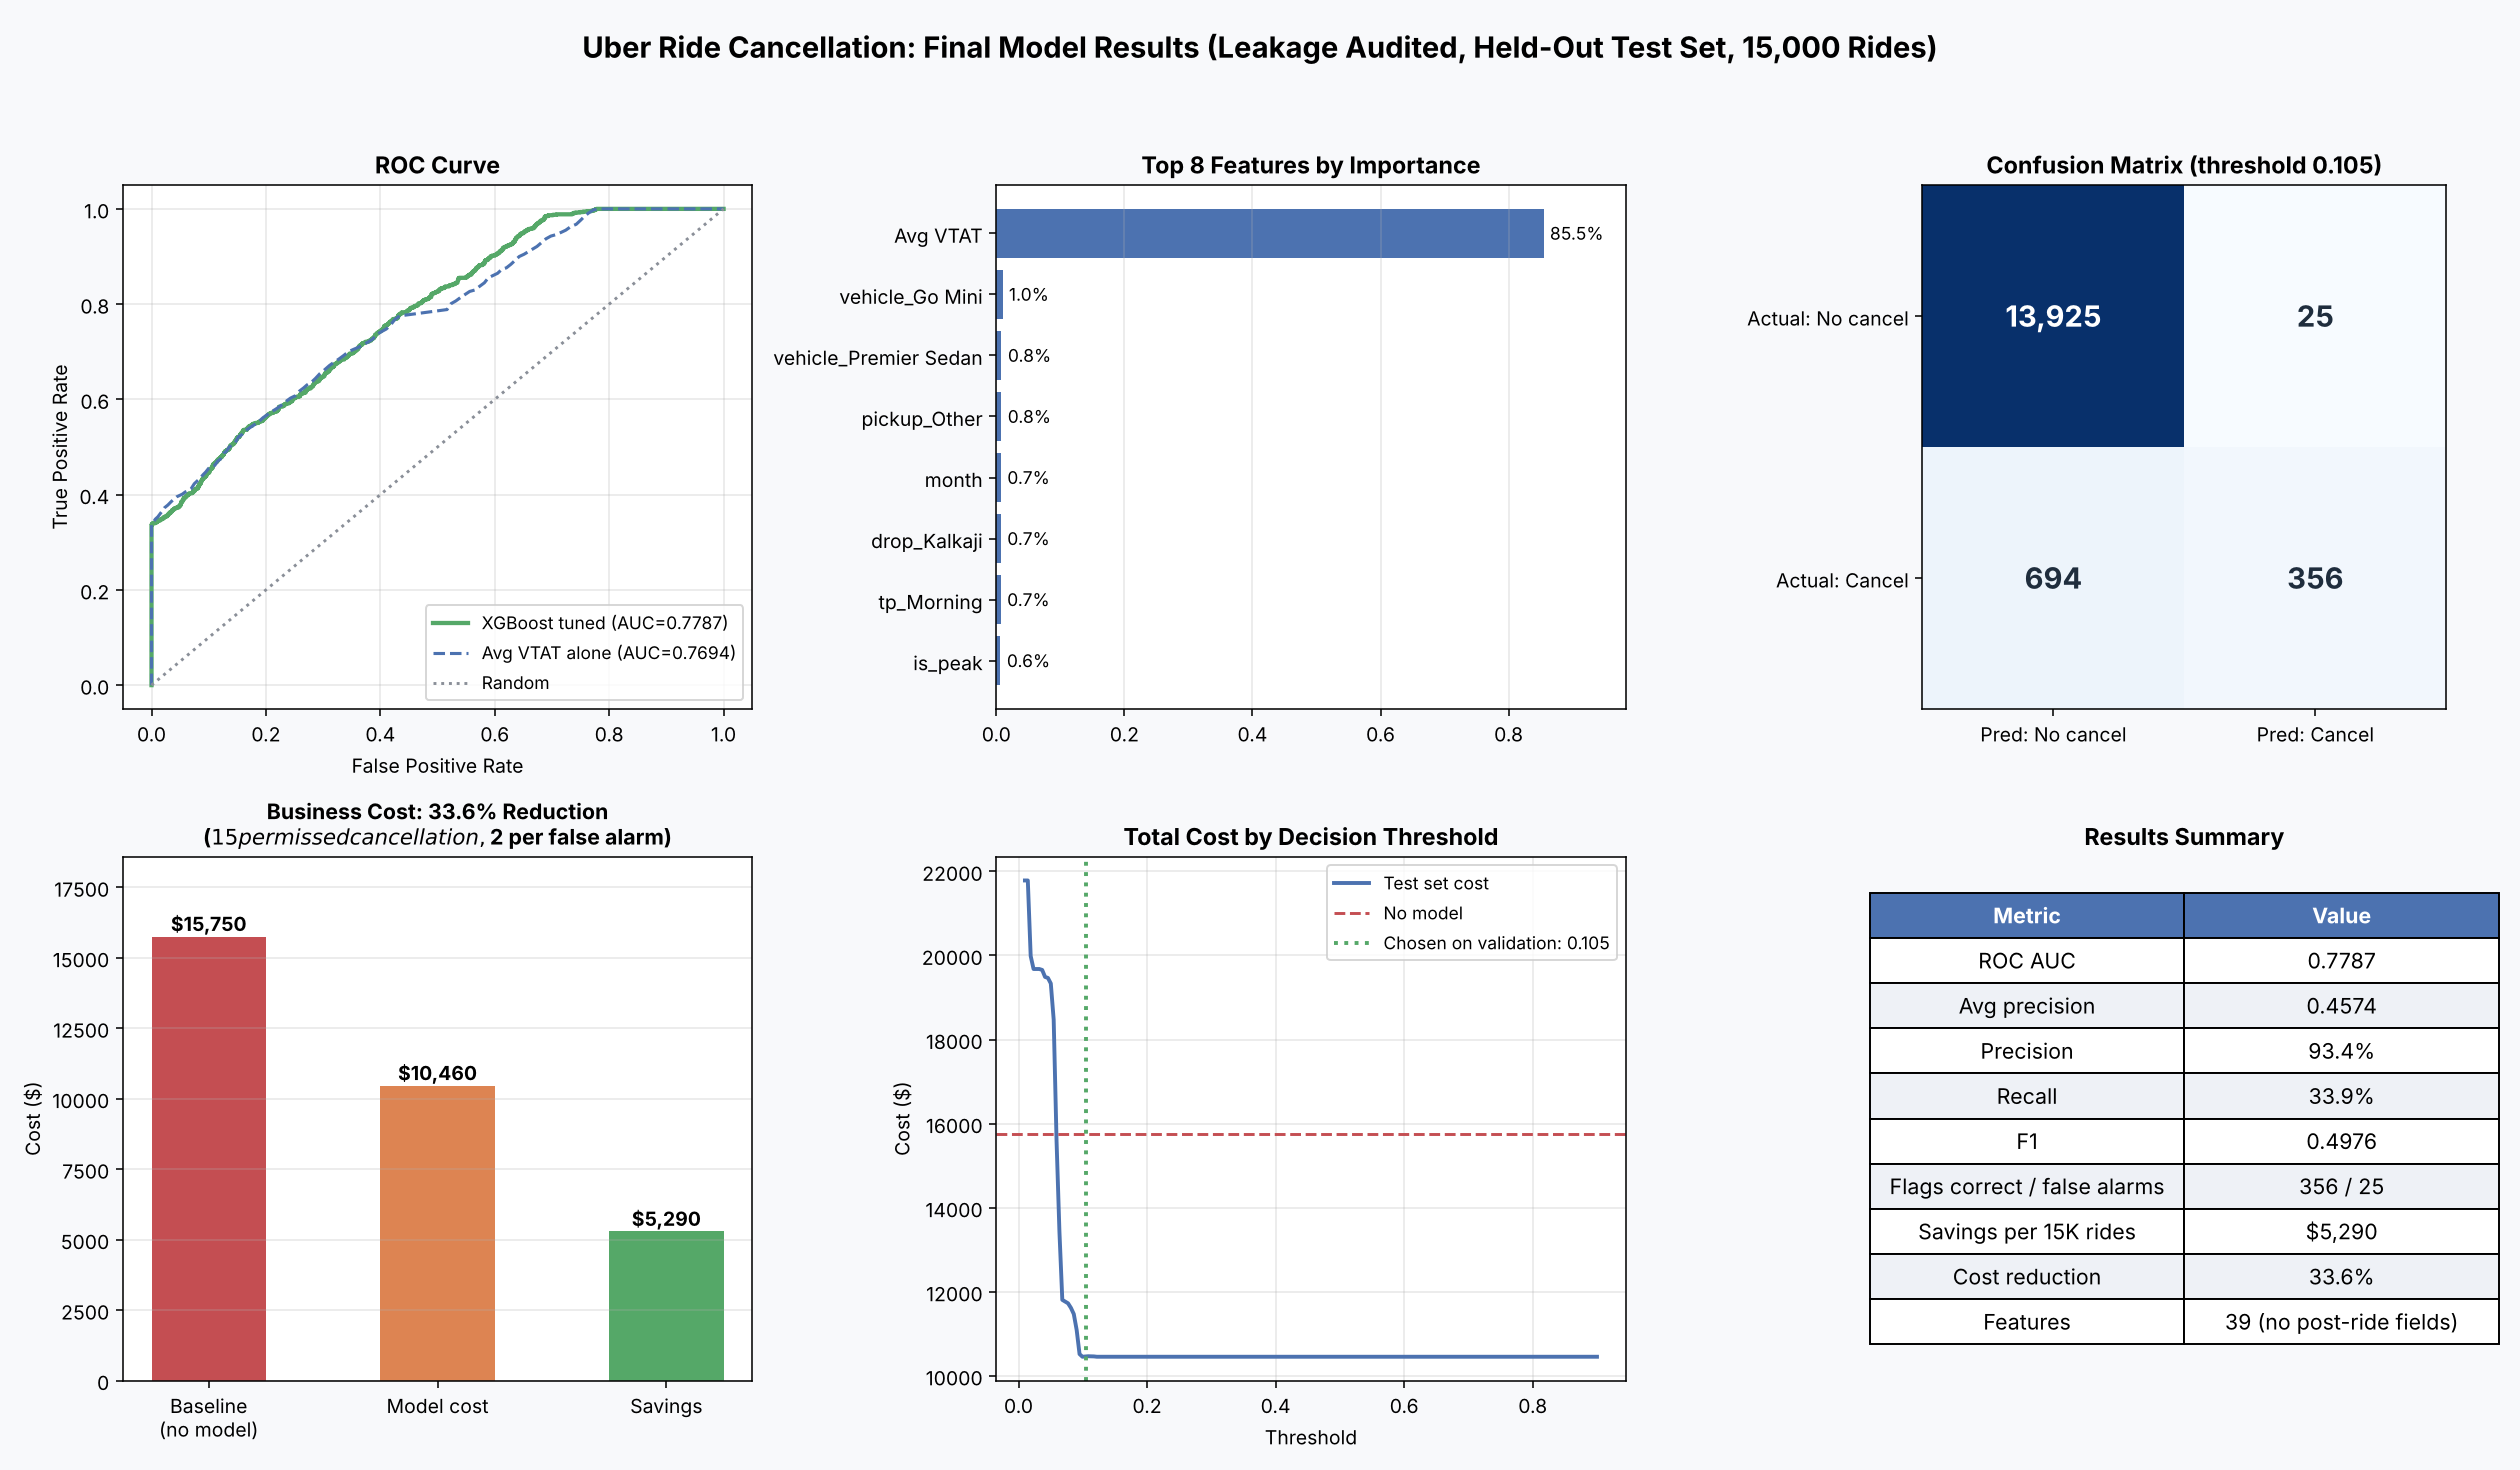 Uber Ride Cancellation: Final Model Results (Leakage Audited, Held-Out Test Set, 15,000 Rides)
ROC Curve
True Positive Rate
1.0
0.8
0.6
0.4
0.2
0.0
XGBoost tuned (AUC=0.7787)
Avg VTAT alone (AUC=0.7694)
Random
0.0 0.2 0.4 0.6 0.8 1.0
False Positive Rate
Top 8 Features by Importance
Avg VTAT 85.5%
vehicle_Go Mini 1.0%
vehicle_Premier Sedan 0.8%
pickup_Other 0.8%
month 0.7%
drop_Kalkaji 0.7%
tp_Morning 0.7%
is_peak 0.6%
0.0 0.2 0.4 0.6 0.8
Confusion Matrix (threshold 0.105)
Actual: No cancel 13,925 25
Actual: Cancel 694 356
Pred: No cancel Pred: Cancel
Business Cost: 33.6% Reduction
(15permissedcancellation, 2 per false alarm)
Cost ($)
17500
15000
12500
10000
7500
5000
2500
0
$15,750
$10,460
$5,290
Baseline
(no model)
Model cost
Savings
Total Cost by Decision Threshold
Cost ($)
22000
20000
18000
16000
14000
12000
10000
Test set cost
No model
Chosen on validation: 0.105
0.0 0.2 0.4 0.6 0.8
Threshold
Results Summary
Metric Value
ROC AUC 0.7787
Avg precision 0.4574
Precision 93.4%
Recall 33.9%
F1 0.4976
Flags correct / false alarms 356 / 25
Savings per 15K rides $5,290
Cost reduction 33.6%
Features 39 (no post-ride fields)